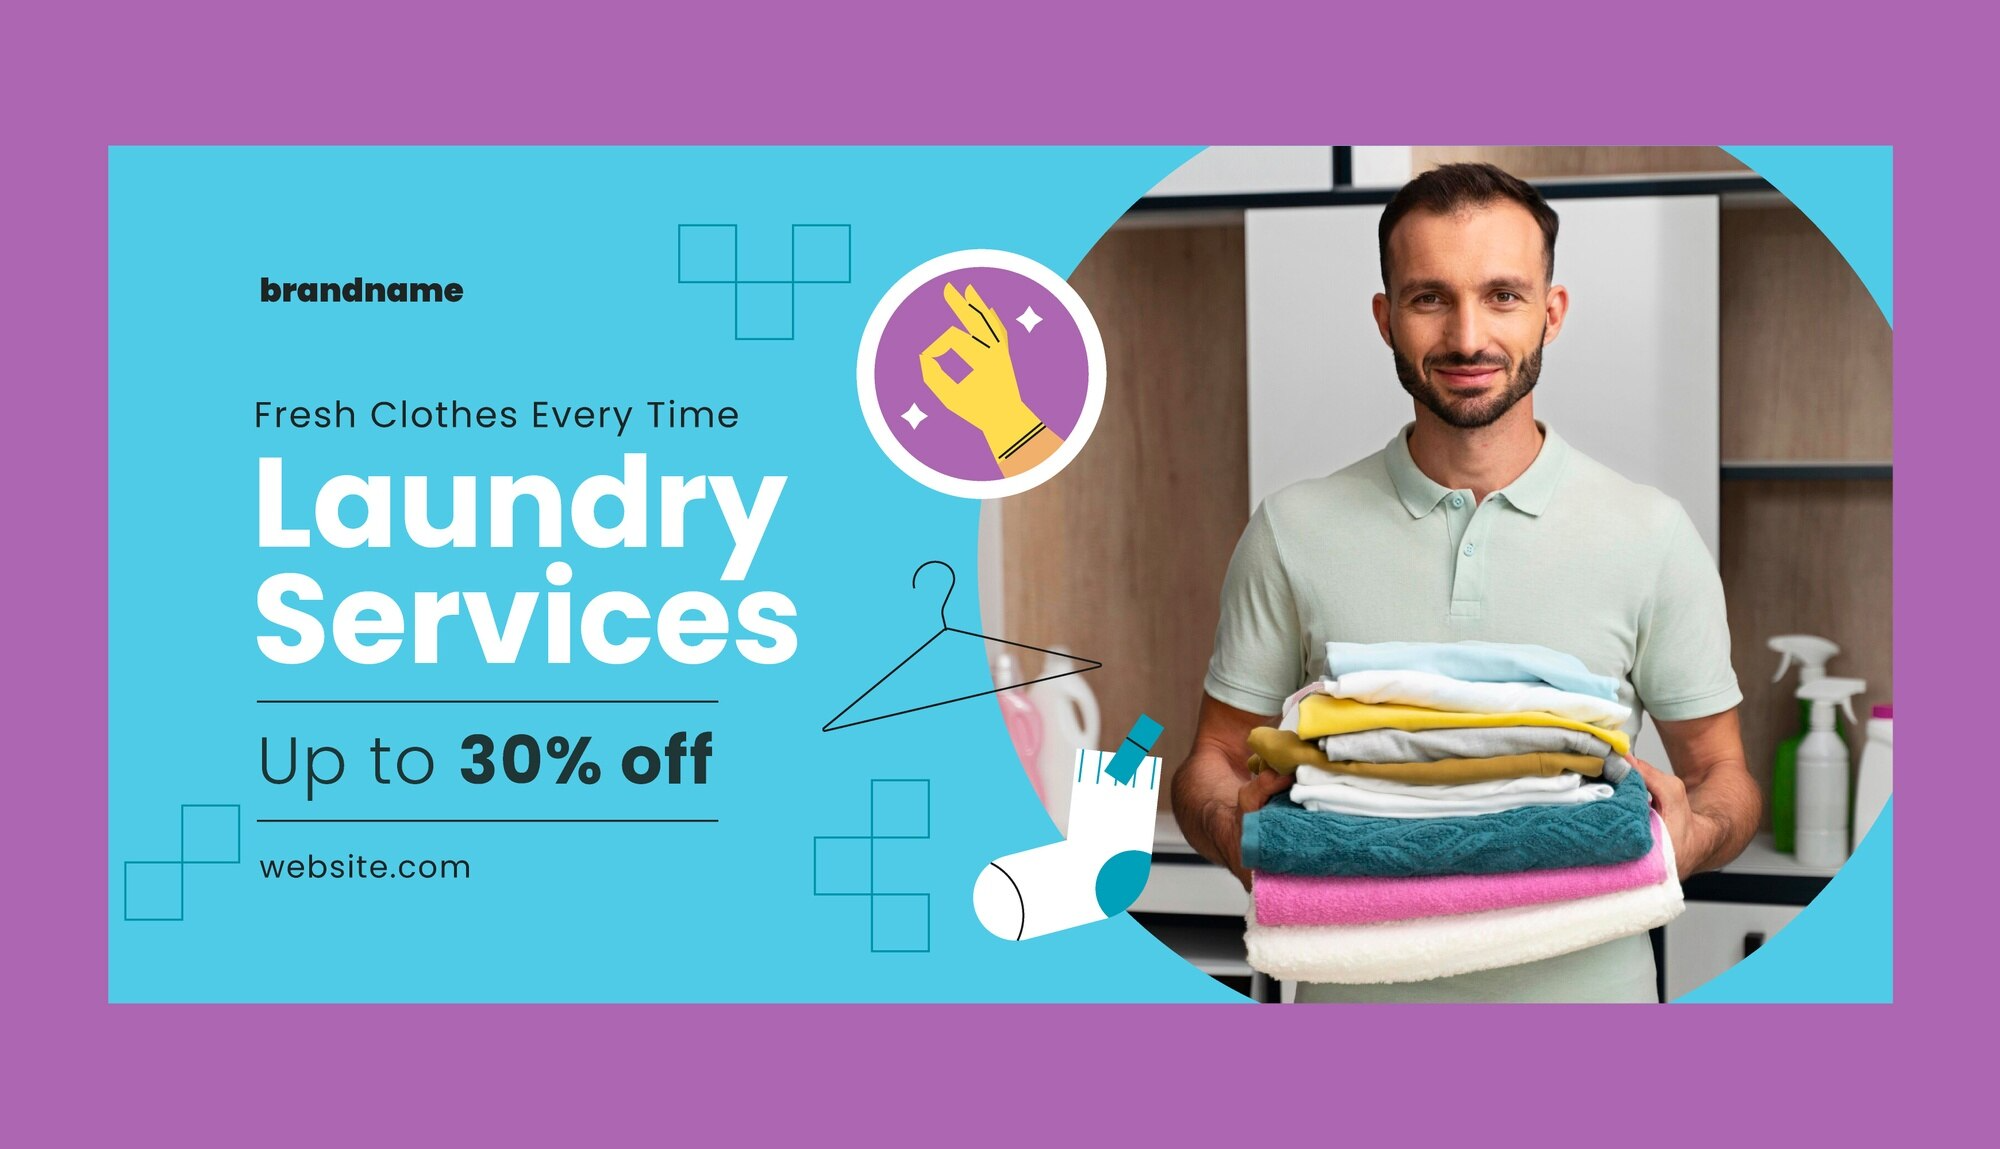 brandname
Fresh Clothes Every Time
Laundry
Services
Up to 30% off
website.com